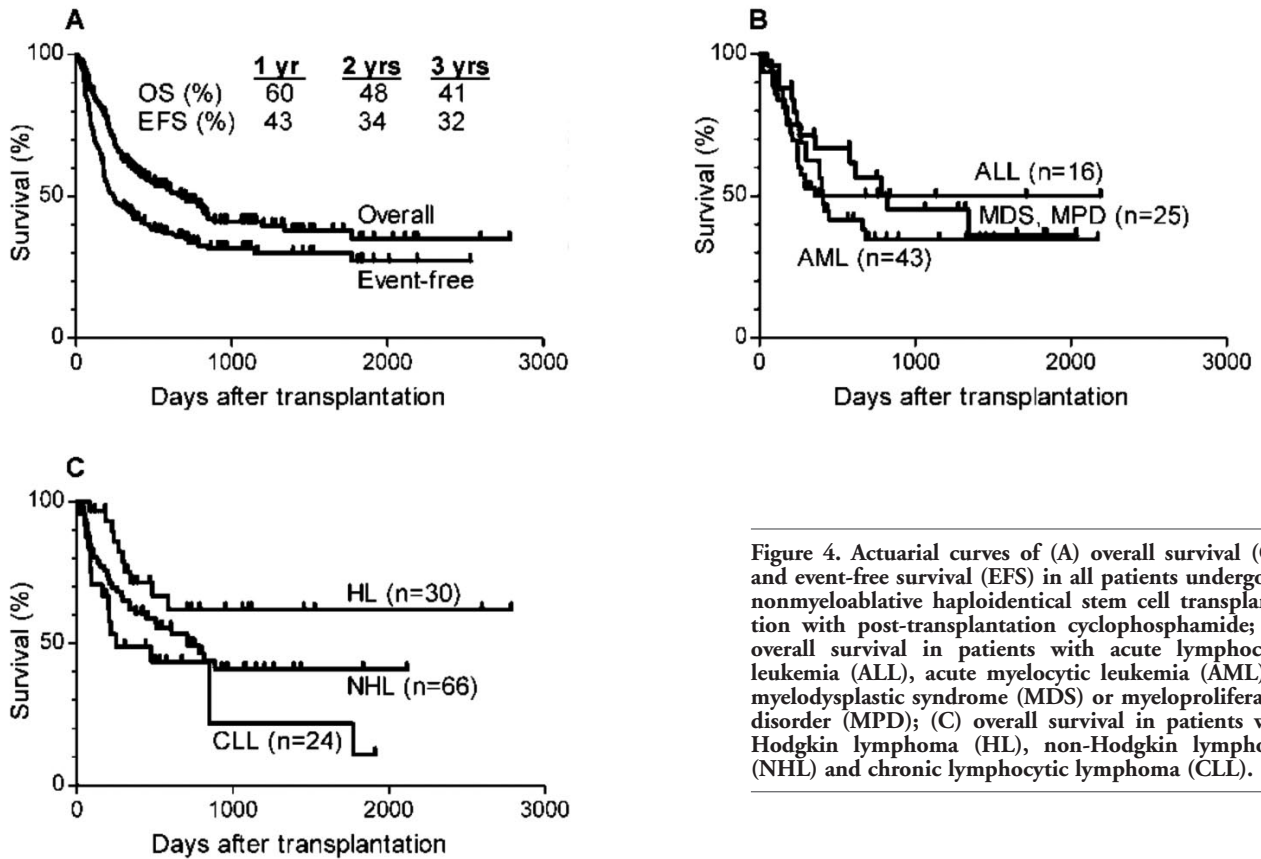 A
1 yr 2 yrs 3 yrs
OS (%) 60 48 41
EFS (%) 43 34 32
100
50
0
Survival (%)
Overall
Event-free
0 1000 2000 3000
Days after transplantation
B
100
50
0
Survival (%)
ALL (n=16)
MDS, MPD (n=25)
AML (n=43)
0 1000 2000 3000
Days after transplantation
C
100
50
0
Survival (%)
HL (n=30)
NHL (n=66)
CLL (n=24)
0 1000 2000 3000
Days after transplantation
Figure 4. Actuarial curves of (A) overall survival
and event-free survival (EFS) in all patients
nonmyeloablative haploidentical stem cell
tion with post-transplantation cyclophosphamide;
overall survival in patients with acute
leukemia (ALL), acute myelocytic leukemia (AML)
myelodysplastic syndrome (MDS) or
disorder (MPD); (C) overall survival in patients
Hodgkin lymphoma (HL), non-Hodgkin
(NHL) and chronic lymphocytic lymphoma (CLL).